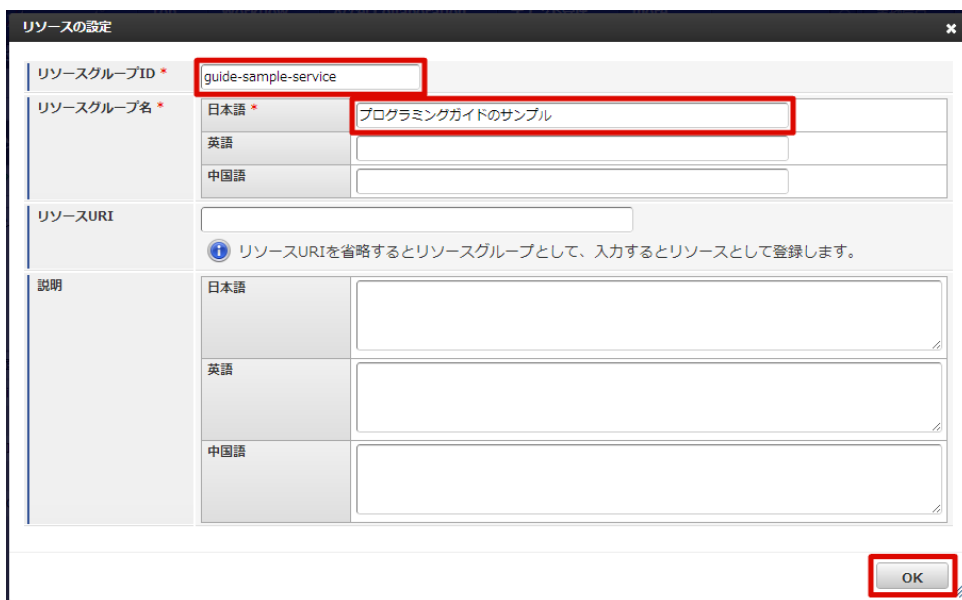 リソースの設定
リソースグループID *
guide-sample-service
リソースグループ名 *
日本語 *
プログラミングガイドのサンプル
英語
中国語
リソースURI
リソースURIを省略するとリソースグループとして、入力するとリソースとして登録します。
説明
日本語
英語
中国語
OK